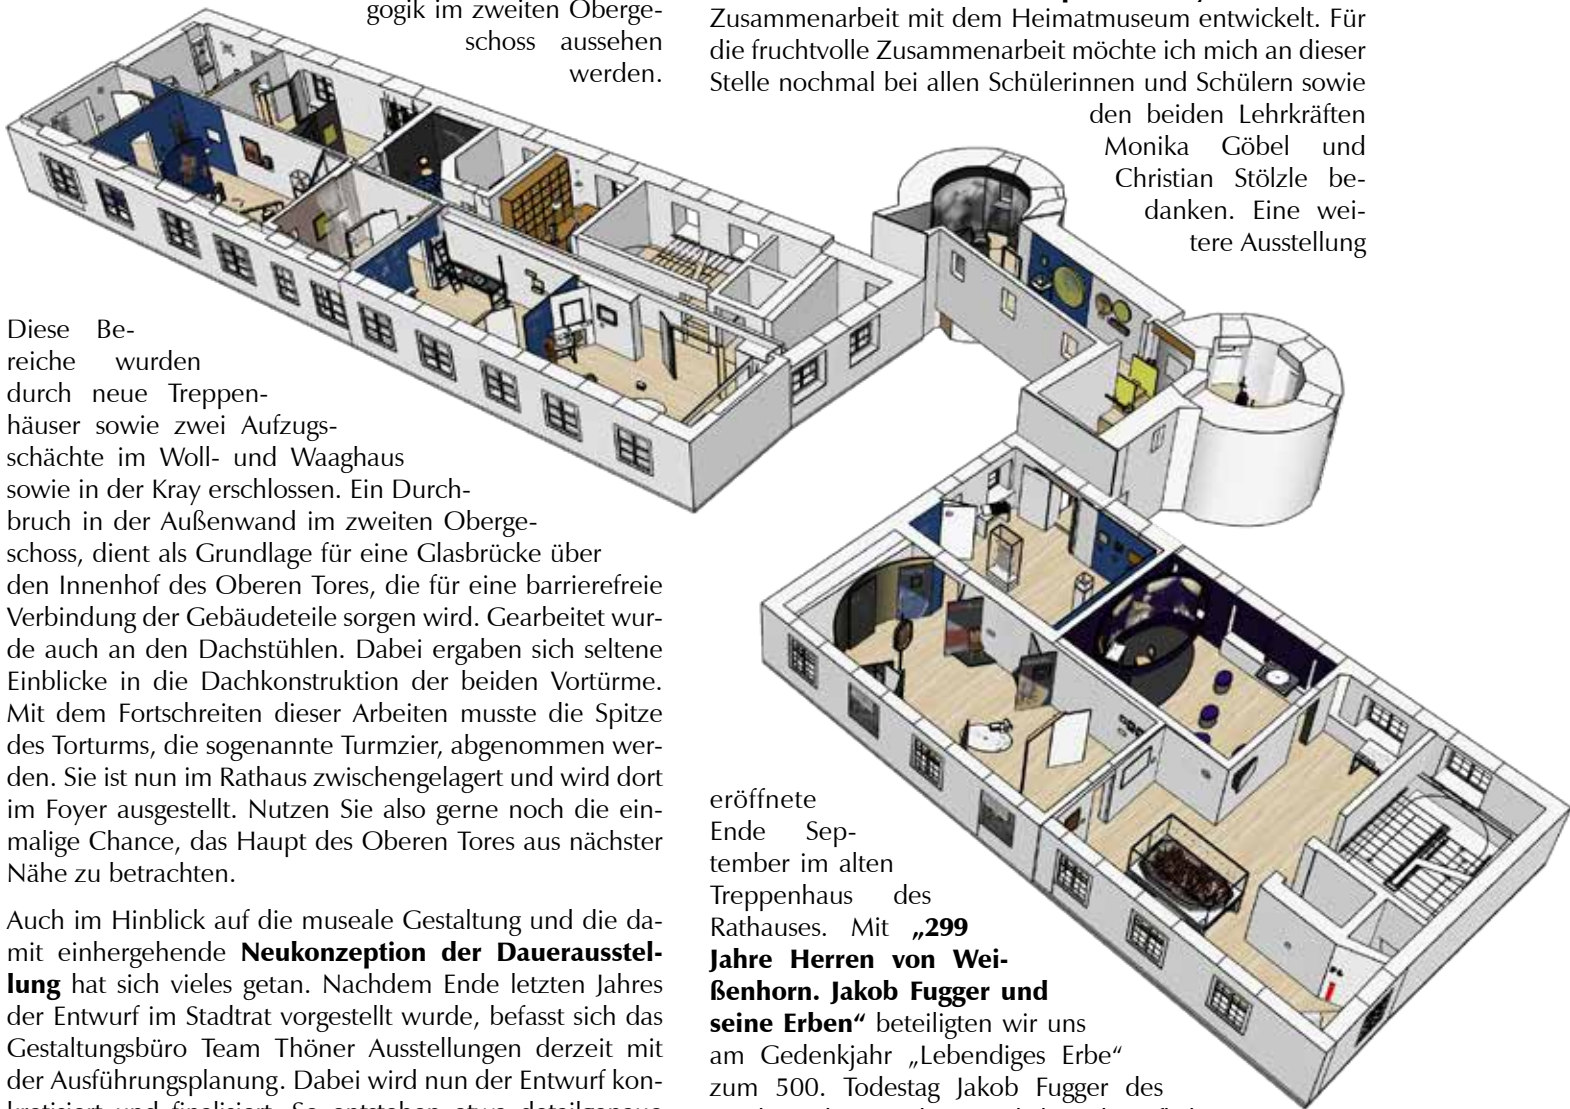 gogik im zweiten Oberge-
schoss aussehen
werden.
Diese Be-
reiche wurden
durch neue Treppen-
häuser sowie zwei Aufzugs-
schächte im Woll- und Waaghaus
sowie in der Kray erschlossen. Ein Durch-
bruch in der Außenwand im zweiten Oberge-
schoss, dient als Grundlage für eine Glasbrücke über
den Innenhof des Oberen Tores, die für eine barrierefreie
Verbindung der Gebäudeteile sorgen wird. Gearbeitet wur-
de auch an den Dachstühlen. Dabei ergaben sich seltene
Einblicke in die Dachkonstruktion der beiden Vortürme.
Mit dem Fortschreiten dieser Arbeiten musste die Spitze
des Torturms, die sogenannte Turmzier, abgenommen wer-
den. Sie ist nun im Rathaus zwischengelagert und wird dort
im Foyer ausgestellt. Nutzen Sie also gerne noch die ein-
malige Chance, das Haupt des Oberen Tores aus nächster
Nähe zu betrachten.
Auch im Hinblick auf die museale Gestaltung und die da-
mit einhergehende Neukonzeption der Dauerausstel-
lung hat sich vieles getan. Nachdem Ende letzten Jahres
der Entwurf im Stadtrat vorgestellt wurde, befasst sich das
Gestaltungsbüro Team Thöner Ausstellungen derzeit mit
der Ausführungsplanung. Dabei wird nun der Entwurf kon-
kretisiert und finalisiert. So entstehen etwa detailgenaue
Zusammenarbeit mit dem Heimatmuseum entwickelt. Für
die fruchtvolle Zusammenarbeit möchte ich mich an dieser
Stelle nochmal bei allen Schülerinnen und Schülern sowie
den beiden Lehrkräften
Monika Göbel und
Christian Stölzle be-
danken. Eine wei-
tere Ausstellung
eröffnete
Ende Sep-
tember im alten
Treppenhaus des
Rathauses. Mit „299
Jahre Herren von Wei-
ßenhorn. Jakob Fugger und
seine Erben“ beteiligten wir uns
am Gedenkjahr „Lebendiges Erbe“
zum 500. Todestag Jakob Fugger des